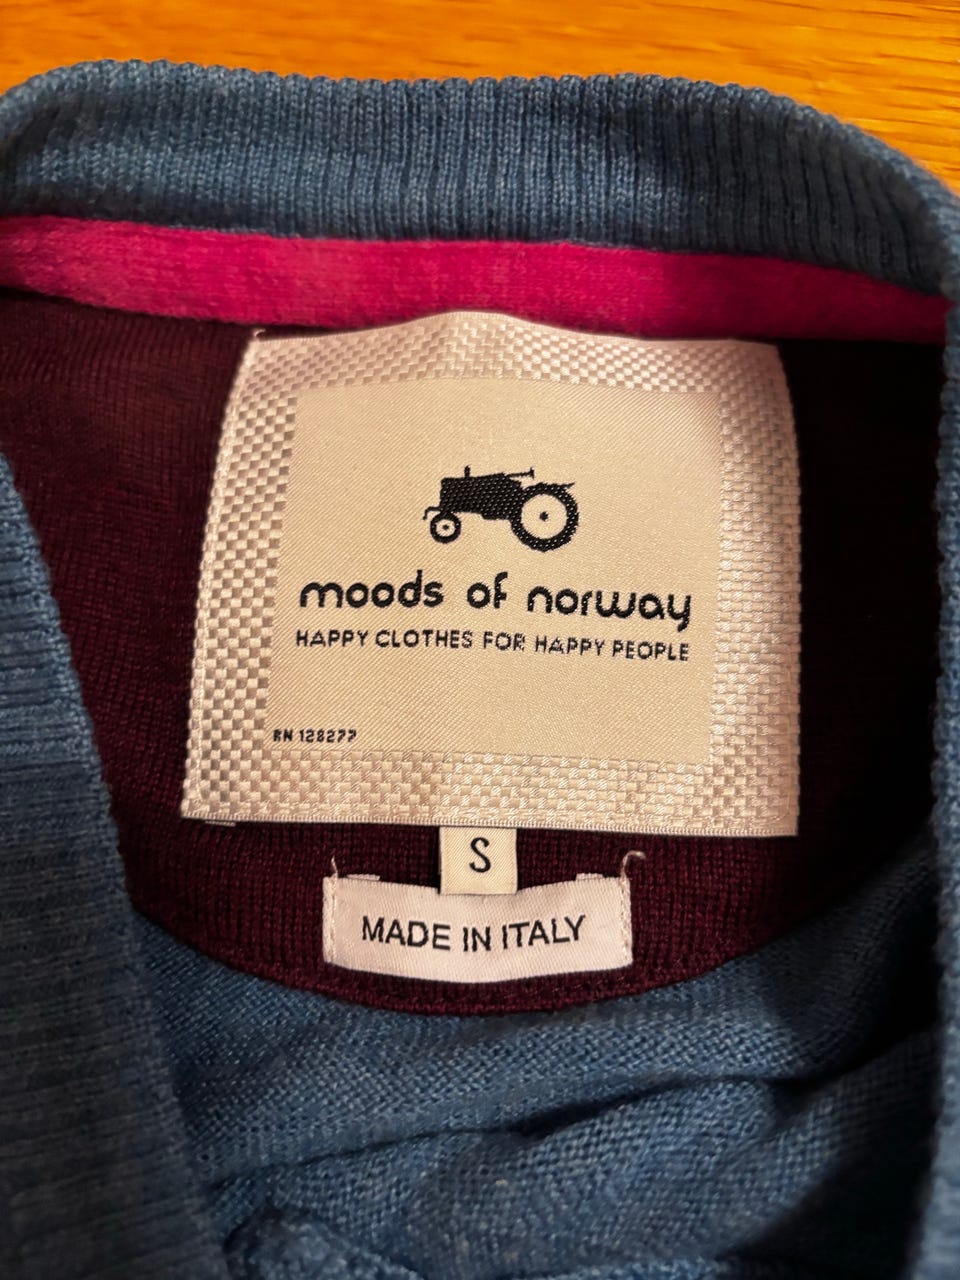 moods of norway
HAPPY CLOTHES FOR HAPPY PEOPLE
RN 128277
S
MADE IN ITALY